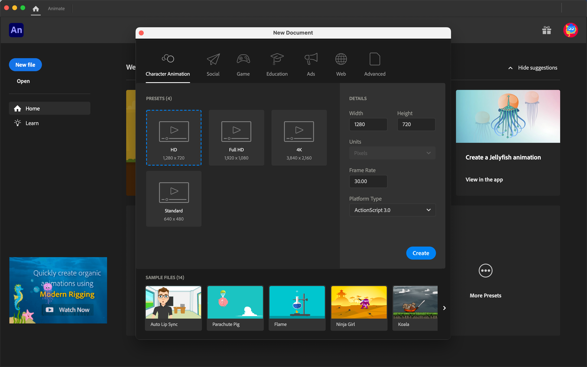 Animate
An
New Document
New file
Open
Home
Learn
We
Hide suggestions
Character Animation
Social
Game
Education
Ads
Web
Advanced
PRESETS (4)
HD
1,280 x 720
Full HD
1,920 x 1,080
4K
3,840 x 2,160
Standard
640 x 480
DETAILS
Width
Height
1280
720
Units
Pixels
Frame Rate
30.00
Platform Type
ActionScript 3.0
Create
Create a Jellyfish animation
View in the app
More Presets
Quickly create organic
animations using
Modern Rigging
Watch Now
SAMPLE FILES (14)
Auto Lip Sync
Parachute Pig
Flame
Ninja Girl
Koala